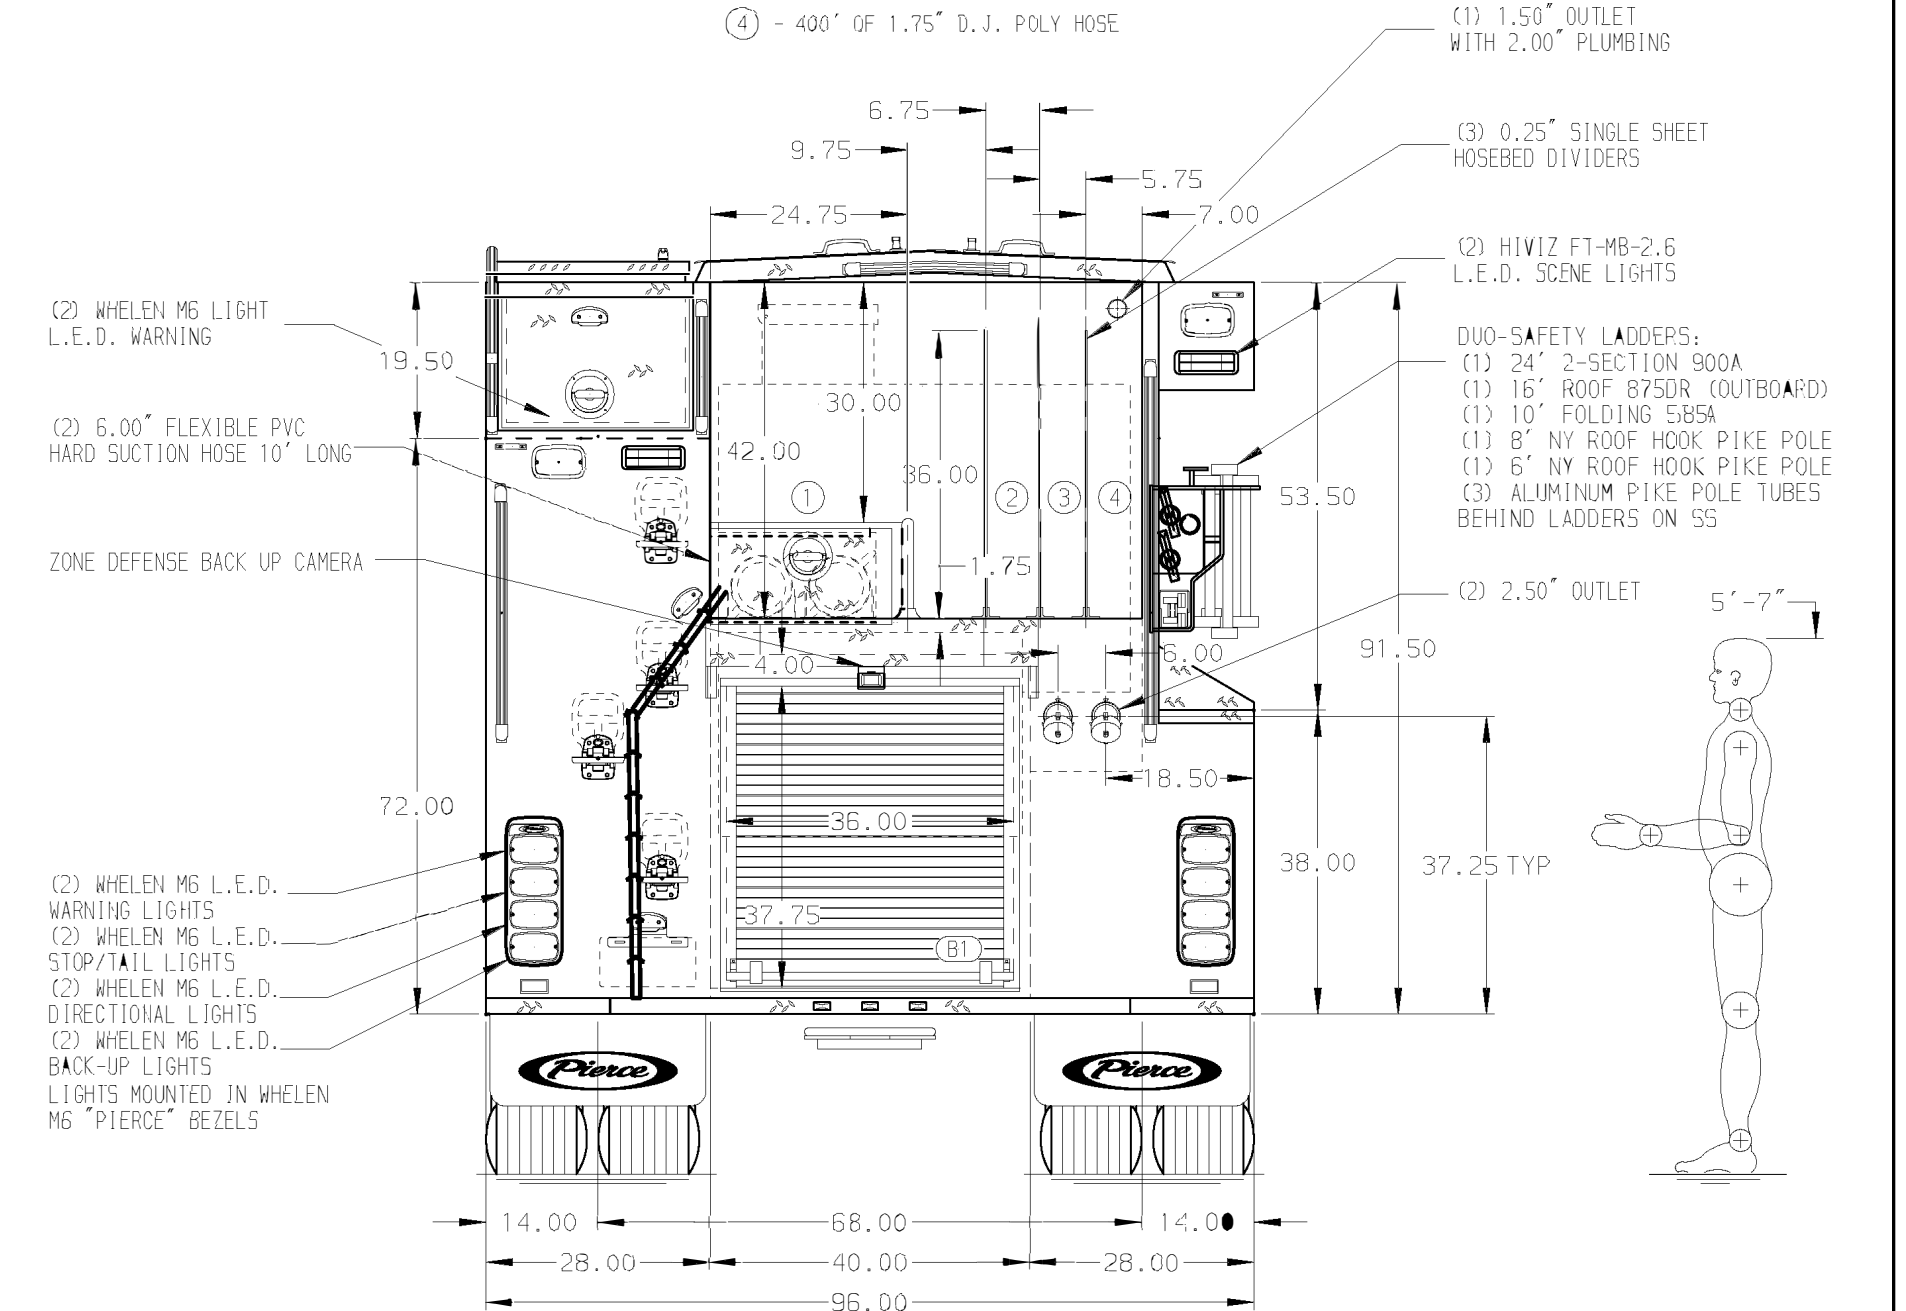 4 - 400' OF 1.75" D.J. POLY HOSE
(1) 1.50" OUTLET
WITH 2.00" PLUMBING
6.75
9.75
(3) 0.25" SINGLE SHEET
HOSEBED DIVIDERS
5.75
24.75
7.00
(2) HIVIZ FT-MB-2.6
L.E.D. SCENE LIGHTS
(2) WHELEN M6 LIGHT
L.E.D. WARNING
19.50
DUO-SAFETY LADDERS:
(1) 24' 2-SECTION 900A
(1) 16' ROOF 875DR (OUTBOARD)
(1) 10' FOLDING 585A
(1) 8' NY ROOF HOOK PIKE POLE
(1) 6' NY ROOF HOOK PIKE POLE
(3) ALUMINUM PIKE POLE TUBES
BEHIND LADDERS ON SS
30.00
(2) 6.00" FLEXIBLE PVC
HARD SUCTION HOSE 10' LONG
42.00
36.00
53.50
1
2
3
4
ZONE DEFENSE BACK UP CAMERA
1.75
(2) 2.50" OUTLET
5'-7"
4.00
6.00
91.50
72.00
18.50
36.00
38.00
37.25 TYP
37.75
B1
(2) WHELEN M6 L.E.D.
WARNING LIGHTS
(2) WHELEN M6 L.E.D.
STOP/TAIL LIGHTS
(2) WHELEN M6 L.E.D.
DIRECTIONAL LIGHTS
(2) WHELEN M6 L.E.D.
BACK-UP LIGHTS
LIGHTS MOUNTED IN WHELEN
M6 "PIERCE" BEZELS
Pierce
Pierce
14.00
68.00
14.00
28.00
40.00
28.00
96.00